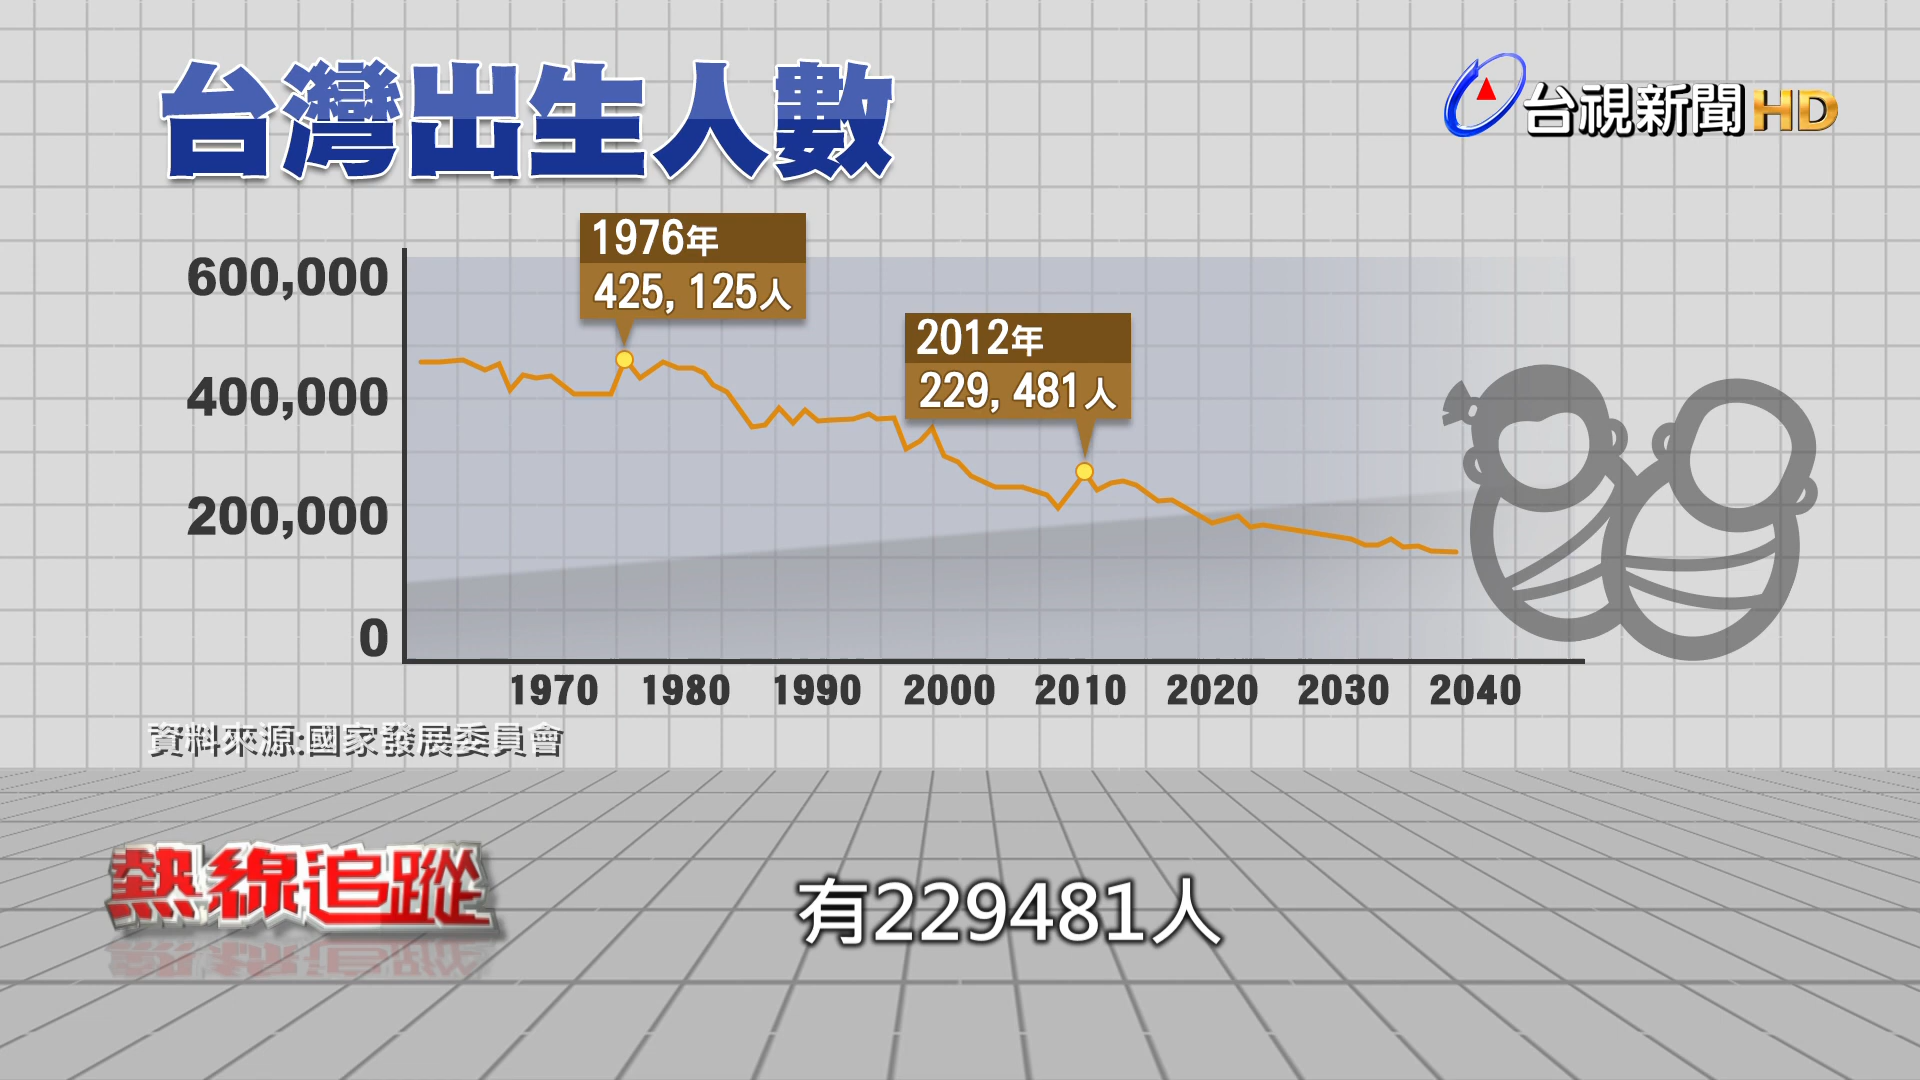 台灣出生人數
台視新聞HD
1976年
425,125人
2012年
229,481人
600,000
400,000
200,000
0
1970 1980 1990 2000 2010 2020 2030 2040
資料來源:國家發展委員會
熱線追蹤
有229481人